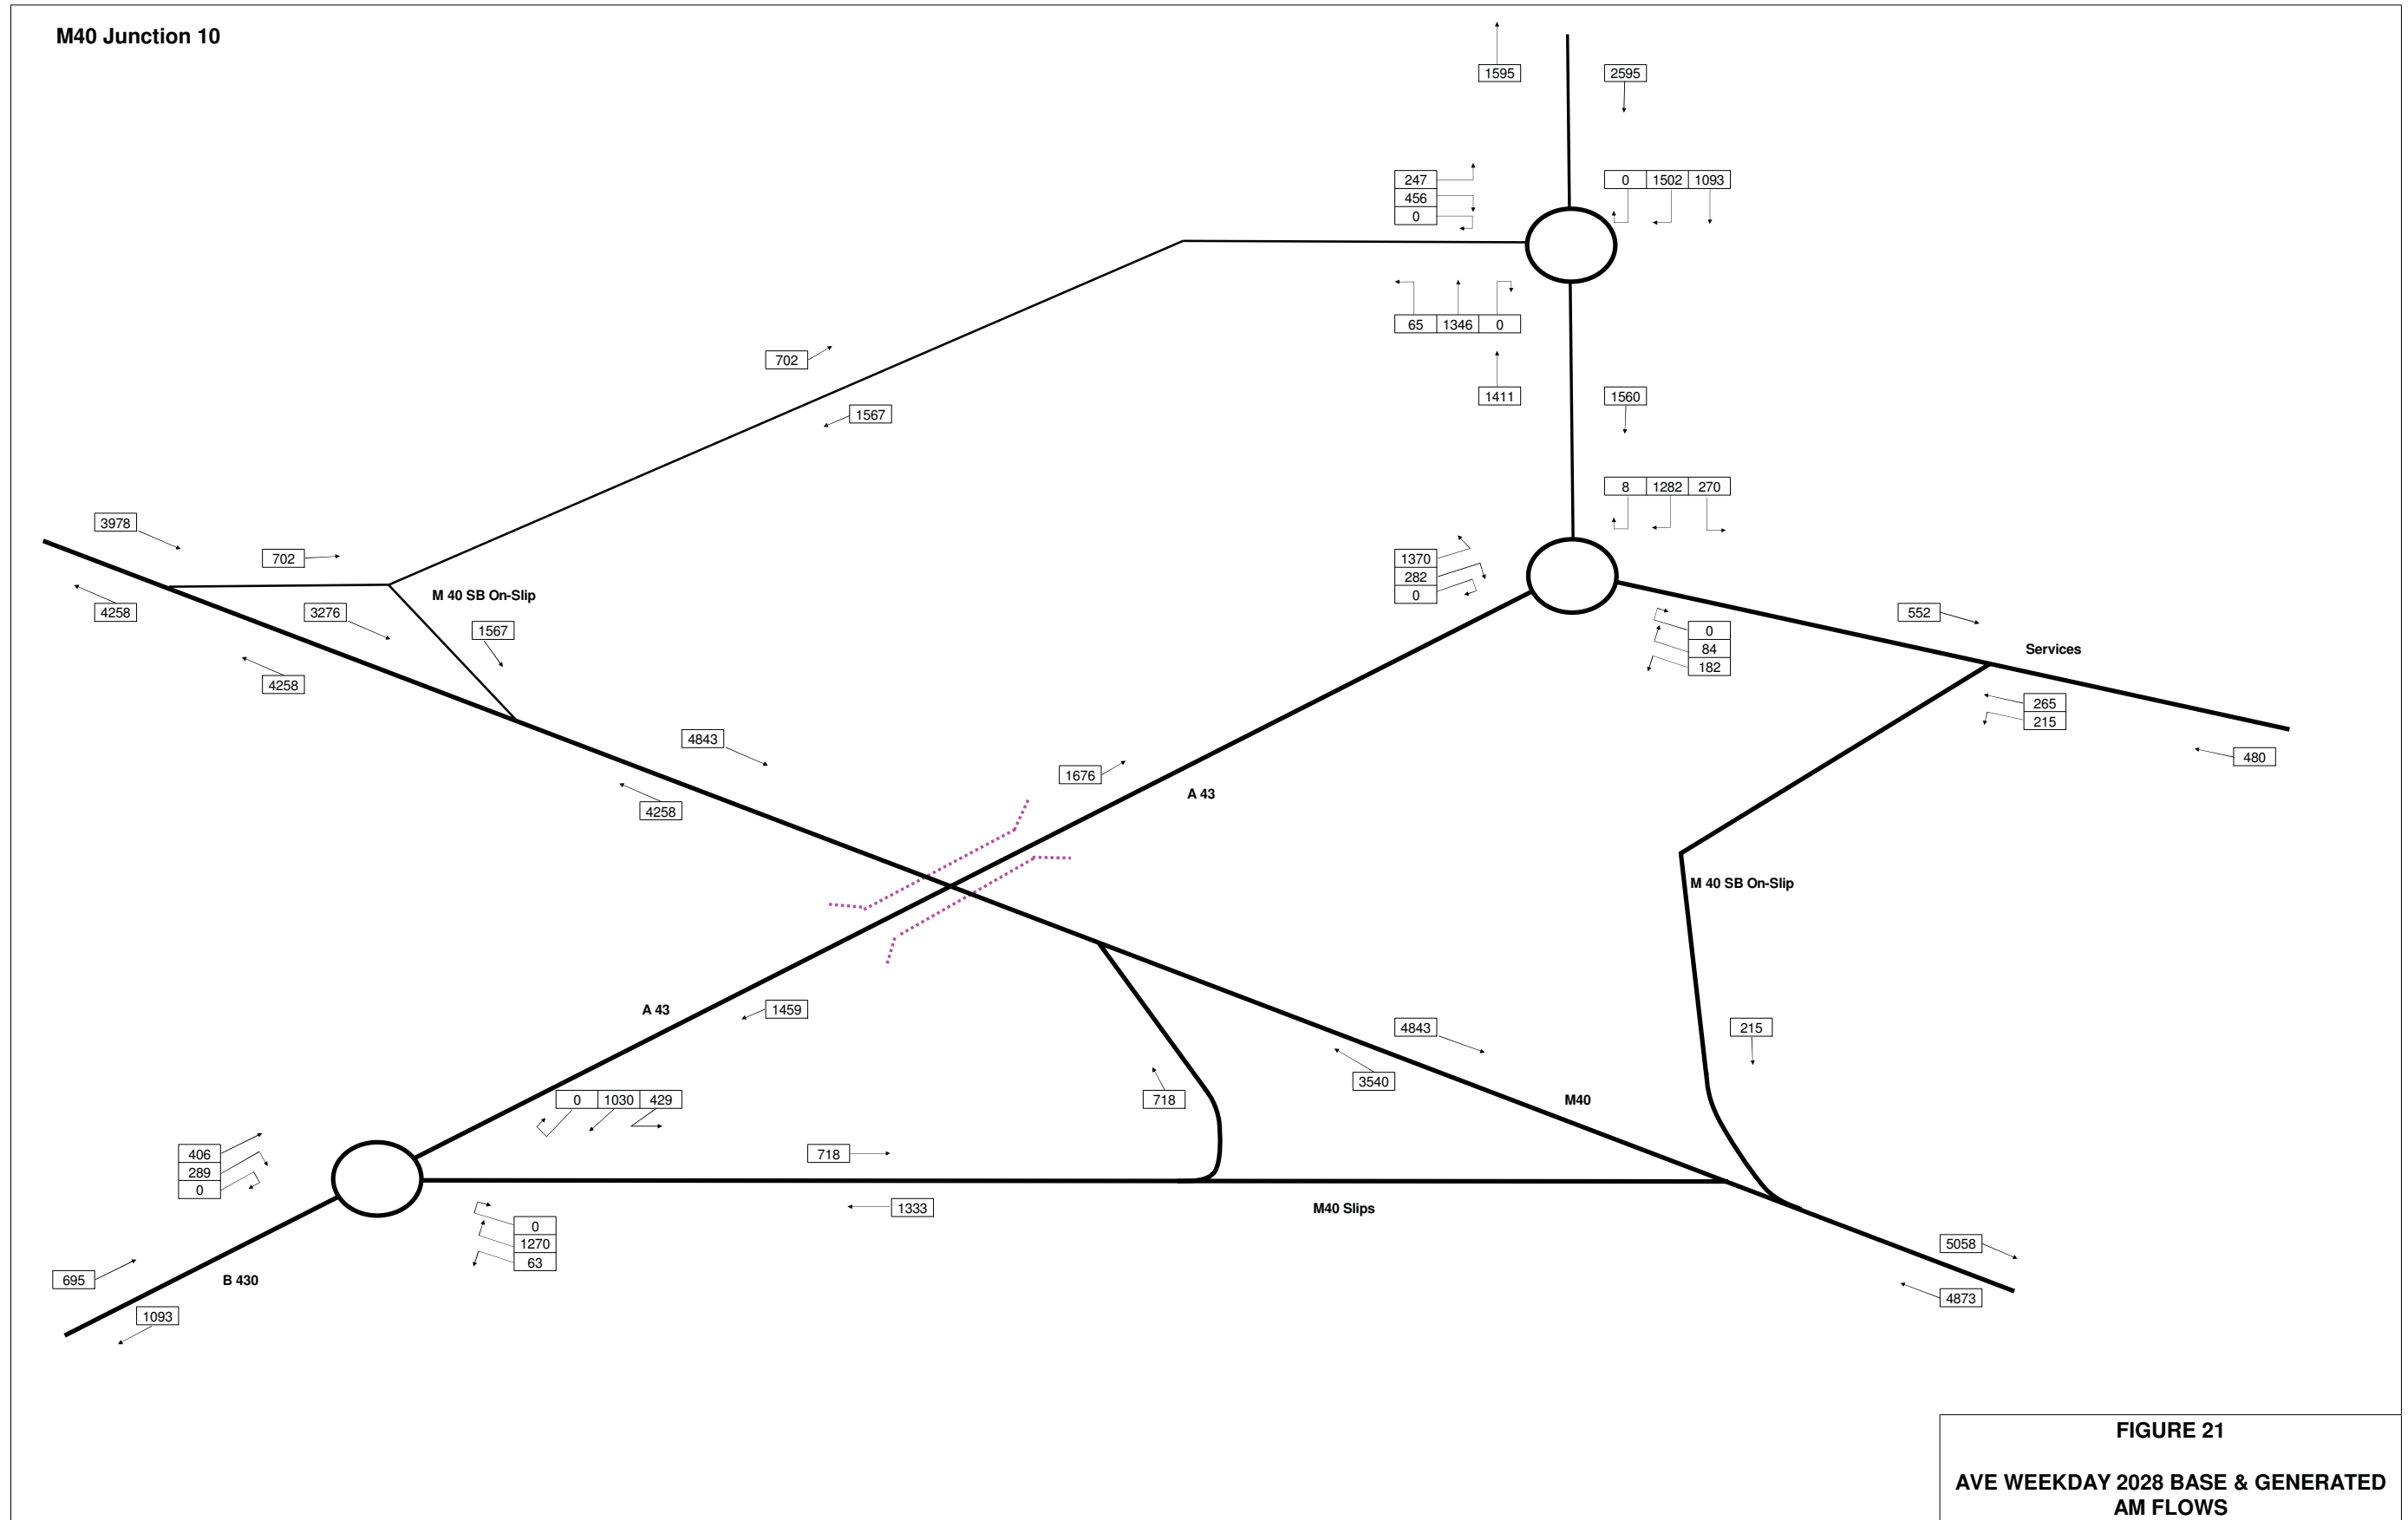 M40 Junction 10
1595
2595
247
456
0
0 1502 1093
65 1346 0
702
1567
1411
1560
8 1282 270
3978
702
1370
282
0
M 40 SB On-Slip
4258
3276
1567
552
0
84
182
Services
4258
265
215
4843
480
1676
A 43
4258
M 40 SB On-Slip
A 43
1459
4843
215
3540
0 1030 429
718
M40
406
289
0
718
1333
M40 Slips
0
1270
63
5058
695
B 430
4873
1093
FIGURE 21
AVE WEEKDAY 2028 BASE & GENERATED
AM FLOWS